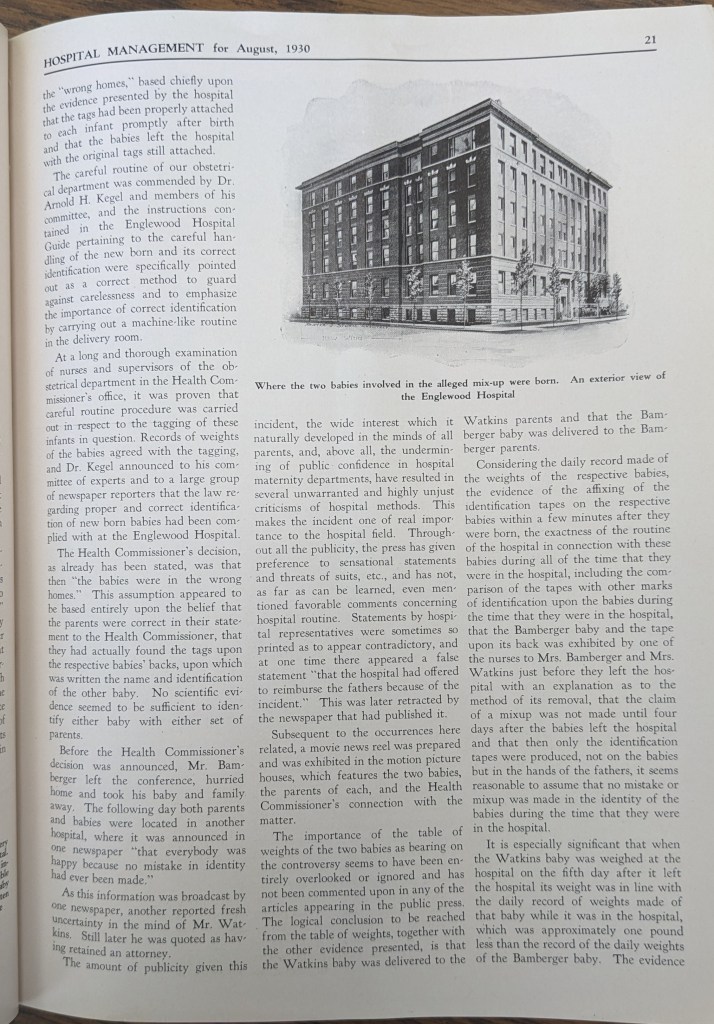 HOSPITAL MANAGEMENT for August, 1930
21
the "wrong homes," based chiefly upon
the evidence presented by the hospital
that the tags had been properly attached
to each infant promptly after birth
and that the babies left the hospital
with the original tags still attached.
The careful routine of our obstetri-
cal department was commended by Dr.
Arnold H. Kegel and members of his
committee, and the instructions con-
tained in the Englewood Hospital
Guide pertaining to the careful han-
dling of the new born and its correct
identification were specifically pointed
out as a correct method to guard
against carelessness and to emphasize
the importance of correct identification
by carrying out a machine-like routine
in the delivery room.
At a long and thorough examination
of nurses and supervisors of the ob-
stetrical department in the Health Com-
missioner's office, it was proven that
careful routine procedure was carried
out in respect to the tagging of these
infants in question. Records of weights
of the babies agreed with the tagging,
and Dr. Kegel announced to his com-
mittee of experts and to a large group
of newspaper reporters that the law re-
garding proper and correct identifica-
tion of new born babies had been com-
plied with at the Englewood Hospital.
The Health Commissioner's decision,
as already has been stated, was that
then "the babies were in the wrong
homes." This assumption appeared to
be based entirely upon the belief that
the parents were correct in their state-
ment to the Health Commissioner, that
they had actually found the tags upon
the respective babies' backs, upon which
was written the name and identification
of the other baby. No scientific evi-
dence seemed to be sufficient to iden-
tify either baby with either set of
parents.
Before the Health Commissioner's
decision was announced, Mr. Bam-
berger left the conference, hurried
home and took his baby and family
away. The following day both parents
and babies were located in another
hospital, where it was announced in
one newspaper "that everybody was
happy because no mistake in identity
had ever been made."
As this information was broadcast by
one newspaper, another reported fresh
uncertainty in the mind of Mr. Wat-
kins. Still later he was quoted as hav-
ing retained an attorney.
The amount of publicity given this
Where the two babies involved in the alleged mix-up were born. An exterior view of
the Englewood Hospital
incident, the wide interest which it
naturally developed in the minds of all
parents, and, above all, the undermin-
ing of public confidence in hospital
maternity departments, have resulted in
several unwarranted and highly unjust
criticisms of hospital methods. This
makes the incident one of real impor-
tance to the hospital field. Through-
out all the publicity, the press has given
preference to sensational statements
and threats of suits, etc., and has not,
as far as can be learned, even men-
tioned favorable comments concerning
hospital routine. Statements by hospi-
tal representatives were sometimes so
printed as to appear contradictory, and
at one time there appeared a false
statement "that the hospital had offered
to reimburse the fathers because of the
incident." This was later retracted by
the newspaper that had published it.
Subsequent to the occurrences here
related, a movie news reel was prepared
and was exhibited in the motion picture
houses, which features the two babies,
the parents of each, and the Health
Commissioner's connection with the
matter.
The importance of the table of
weights of the two babies as bearing on
the controversy seems to have been en-
tirely overlooked or ignored and has
not been commented upon in any of the
articles appearing in the public press.
The logical conclusion to be reached
from the table of weights, together with
the other evidence presented, is that
the Watkins baby was delivered to the
Watkins parents and that the Bam-
berger baby was delivered to the Bam-
berger parents.
Considering the daily record made of
the weights of the respective babies,
the evidence of the affixing of the
identification tapes on the respective
babies within a few minutes after they
were born, the exactness of the routine
of the hospital in connection with these
babies during all of the time that they
were in the hospital, including the com-
parison of the tapes with other marks
of identification upon the babies during
the time that they were in the hospital,
that the Bamberger baby and the tape
upon its back was exhibited by one of
the nurses to Mrs. Bamberger and Mrs.
Watkins just before they left the hos-
pital with an explanation as to the
method of its removal, that the claim
of a mixup was not made until four
days after the babies left the hospital
and that then only the identification
tapes were produced, not on the babies
but in the hands of the fathers, it seems
reasonable to assume that no mistake or
mixup was made in the identity of the
babies during the time that they were
in the hospital.
It is especially significant that when
the Watkins baby was weighed at the
hospital on the fifth day after it left
the hospital its weight was in line with
the daily record of weights made of
that baby while it was in the hospital,
which was approximately one pound
less than the record of the daily weights
of the Bamberger baby. The evidence